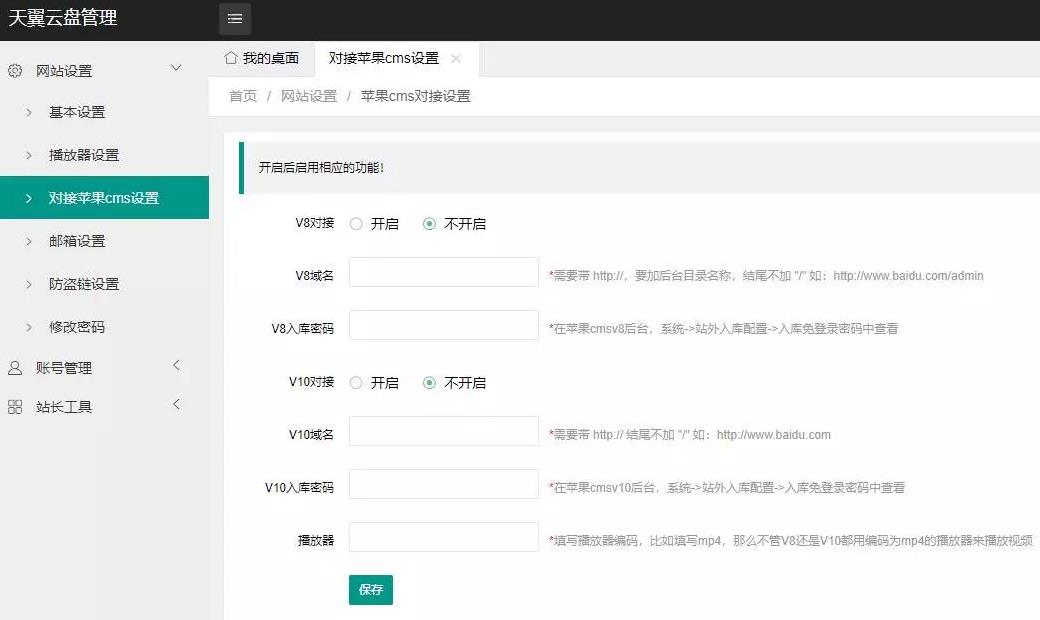 天翼云盘管理
网站设置
基本设置
播放器设置
对接苹果cms设置
邮箱设置
防盗链设置
修改密码
账号管理
站长工具
我的桌面 对接苹果cms设置
首页 / 网站设置 / 苹果cms对接设置
开启后启用相应的功能!
V8对接 开启 不开启
V8域名 *需要带 http://，要加后台目录名称，结尾不加 "/" 如：http://www.baidu.com/admin
V8入库密码 *在苹果cmsv8后台，系统->站外入库配置->入库免登录密码中查看
V10对接 开启 不开启
V10域名 *需要带 http:// 结尾不加 "/" 如：http://www.baidu.com
V10入库密码 *在苹果cmsv10后台，系统->站外入库配置->入库免登录密码中查看
播放器 *填写播放器编码，比如填写mp4，那么不管V8还是V10都用编码为mp4的播放器来播放视频
保存